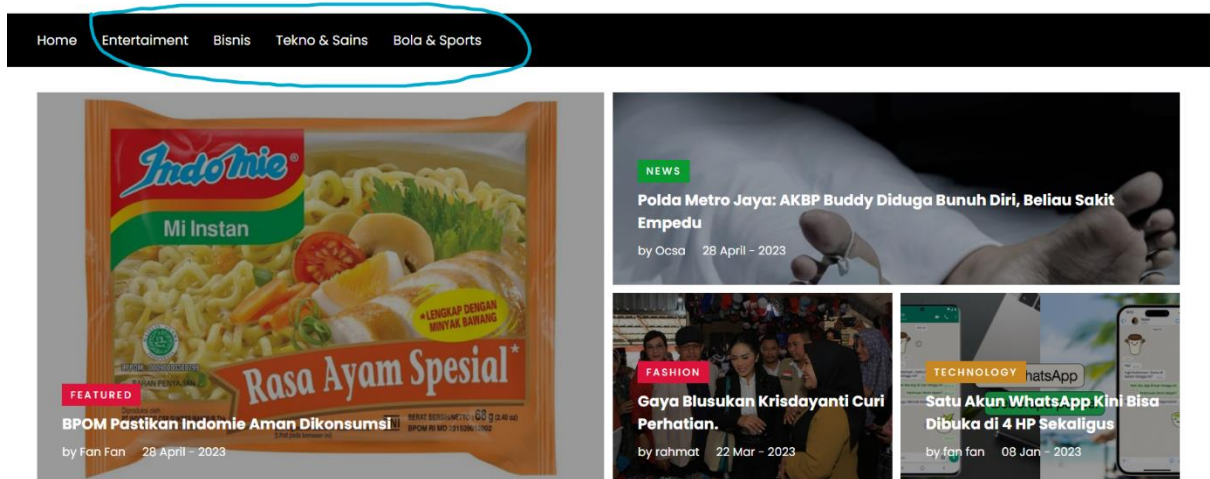 Home Entertaiment Bisnis Tekno & Sains Bola & Sports
Indomie
Mi Instan
*LENGKAP DENGAN
MINYAK BAWANG
Rasa Ayam Spesial*
FEATURED
BPOM Pastikan Indomie Aman Dikonsumsi
by Fan Fan 28 April - 2023
NEWS
Polda Metro Jaya: AKBP Buddy Diduga Bunuh Diri, Beliau Sakit
Empedu
by Ocsa 28 April - 2023
FASHION
Gaya Blusukan Krisdayanti Curi
Perhatian.
by rahmat 22 Mar - 2023
TECHNOLOGY
WhatsApp
Satu Akun WhatsApp Kini Bisa
Dibuka di 4 HP Sekaligus
by fan fan 08 Jan - 2023